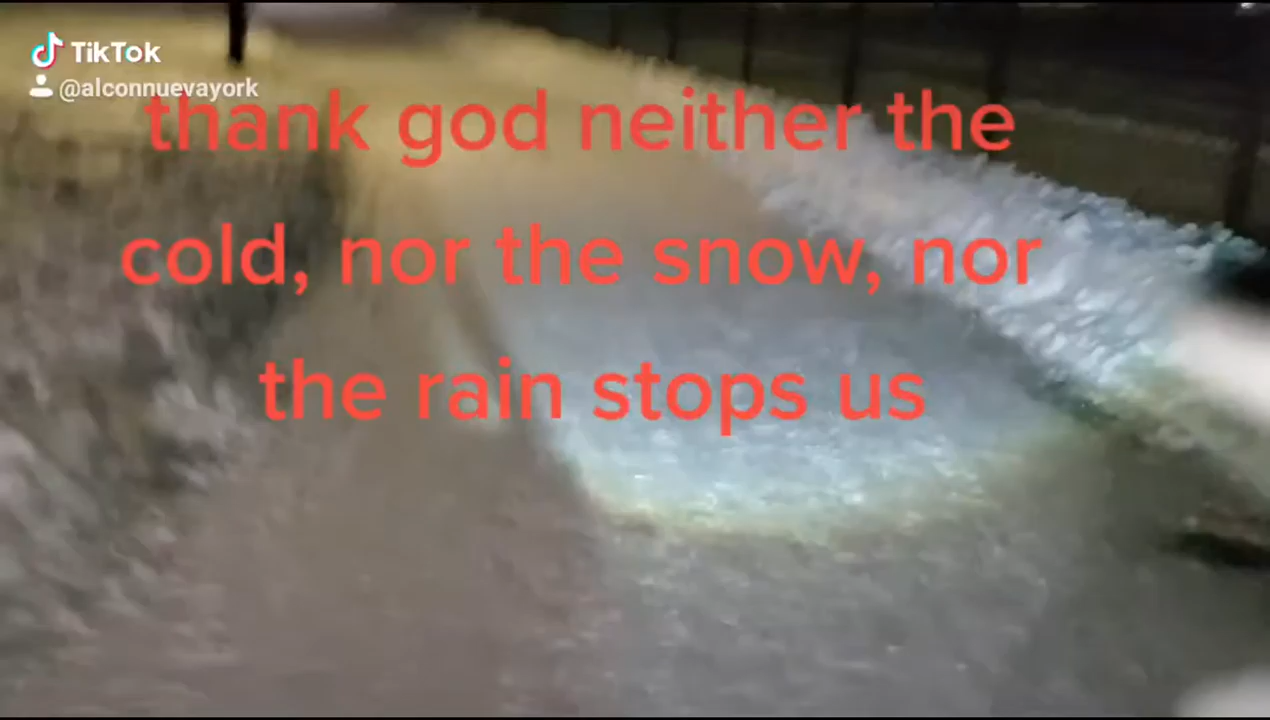 TikTok
@alconnuevayork
thank god neither the
cold, nor the snow, nor
the rain stops us